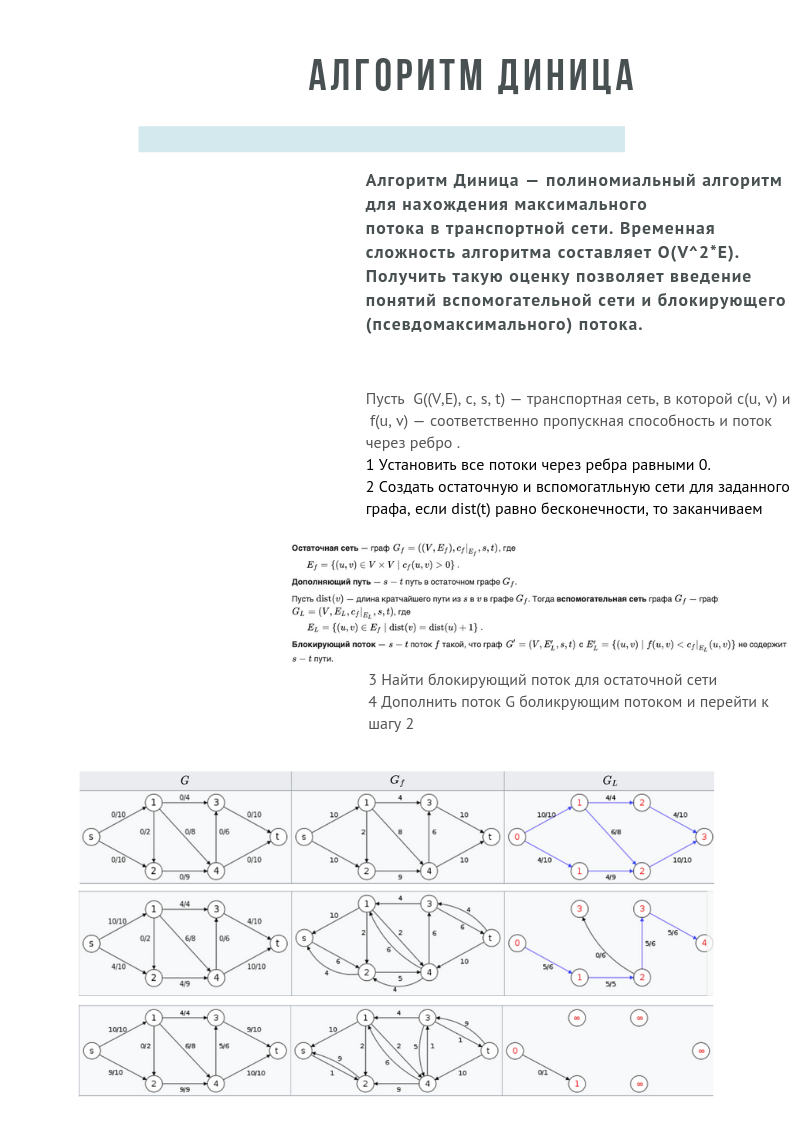 АЛГОРИТМ ДИНИЦА
Алгоритм Диница — полиномиальный алгоритм
для нахождения максимального
потока в транспортной сети. Временная
сложность алгоритма составляет O(V^2*E).
Получить такую оценку позволяет введение
понятий вспомогательной сети и блокирующего
(псевдомаксимального) потока.
Пусть G((V,E), c, s, t) — транспортная сеть, в которой c(u, v) и
f(u, v) — соответственно пропускная способность и поток
через ребро .
1 Установить все потоки через ребра равными 0.
2 Создать остаточную и вспомогатльную сети для заданного
графа, если dist(t) равно бесконечности, то заканчиваем
Остаточная сеть — граф G_f = ((V, E_f), c_f|_{E_f}, s, t), где
E_f = {(u, v) ∈ V × V | c_f(u, v) > 0} .
Дополняющий путь — s − t путь в остаточном графе G_f.
Пусть dist(v) — длина кратчайшего пути из s в v в графе G_f. Тогда вспомогательная сеть графа G_f — граф
G_L = (V, E_L, c_f|_{E_L}, s, t), где
E_L = {(u, v) ∈ E_f | dist(v) = dist(u) + 1} .
Блокирующий поток — s − t поток f такой, что граф G′ = (V, E′_L, s, t) с E′_L = {(u, v) | f(u, v) < c_f|_{E_L}(u, v)} не содержит
s − t пути.
3 Найти блокирующий поток для остаточной сети
4 Дополнить поток G боликрующим потоком и перейти к
шагу 2
G G_f G_L
0/4 4 4/4
1 3 1 3 1 2
0/10 0/10 10 10 10/10 4/10
s 0/2 0/8 0/6 t s 2 8 6 t 0 6/8 3
0/10 0/10 10 10 4/10 10/10
2 4 2 4 1 2
0/9 9 4/9
4/4 4 4
1 3 1 3 3 3
10/10 4/10 10 6 5/6
s 0/2 6/8 0/6 t s 2 2 6 6 t 0 0/6 5/6 4
4/10 10/10 6 4 10 5/6
2 4 2 5 4 1 2
4/9 4 5/5
4/4 4 9
1 3 1 3 ∞ ∞
10/10 9/10 10 1
s 0/2 6/8 5/6 t s 2 2 6 5 1 t 0 ∞
9/10 10/10 9 1 10 0/1
2 4 2 4 1 ∞
9/9 9